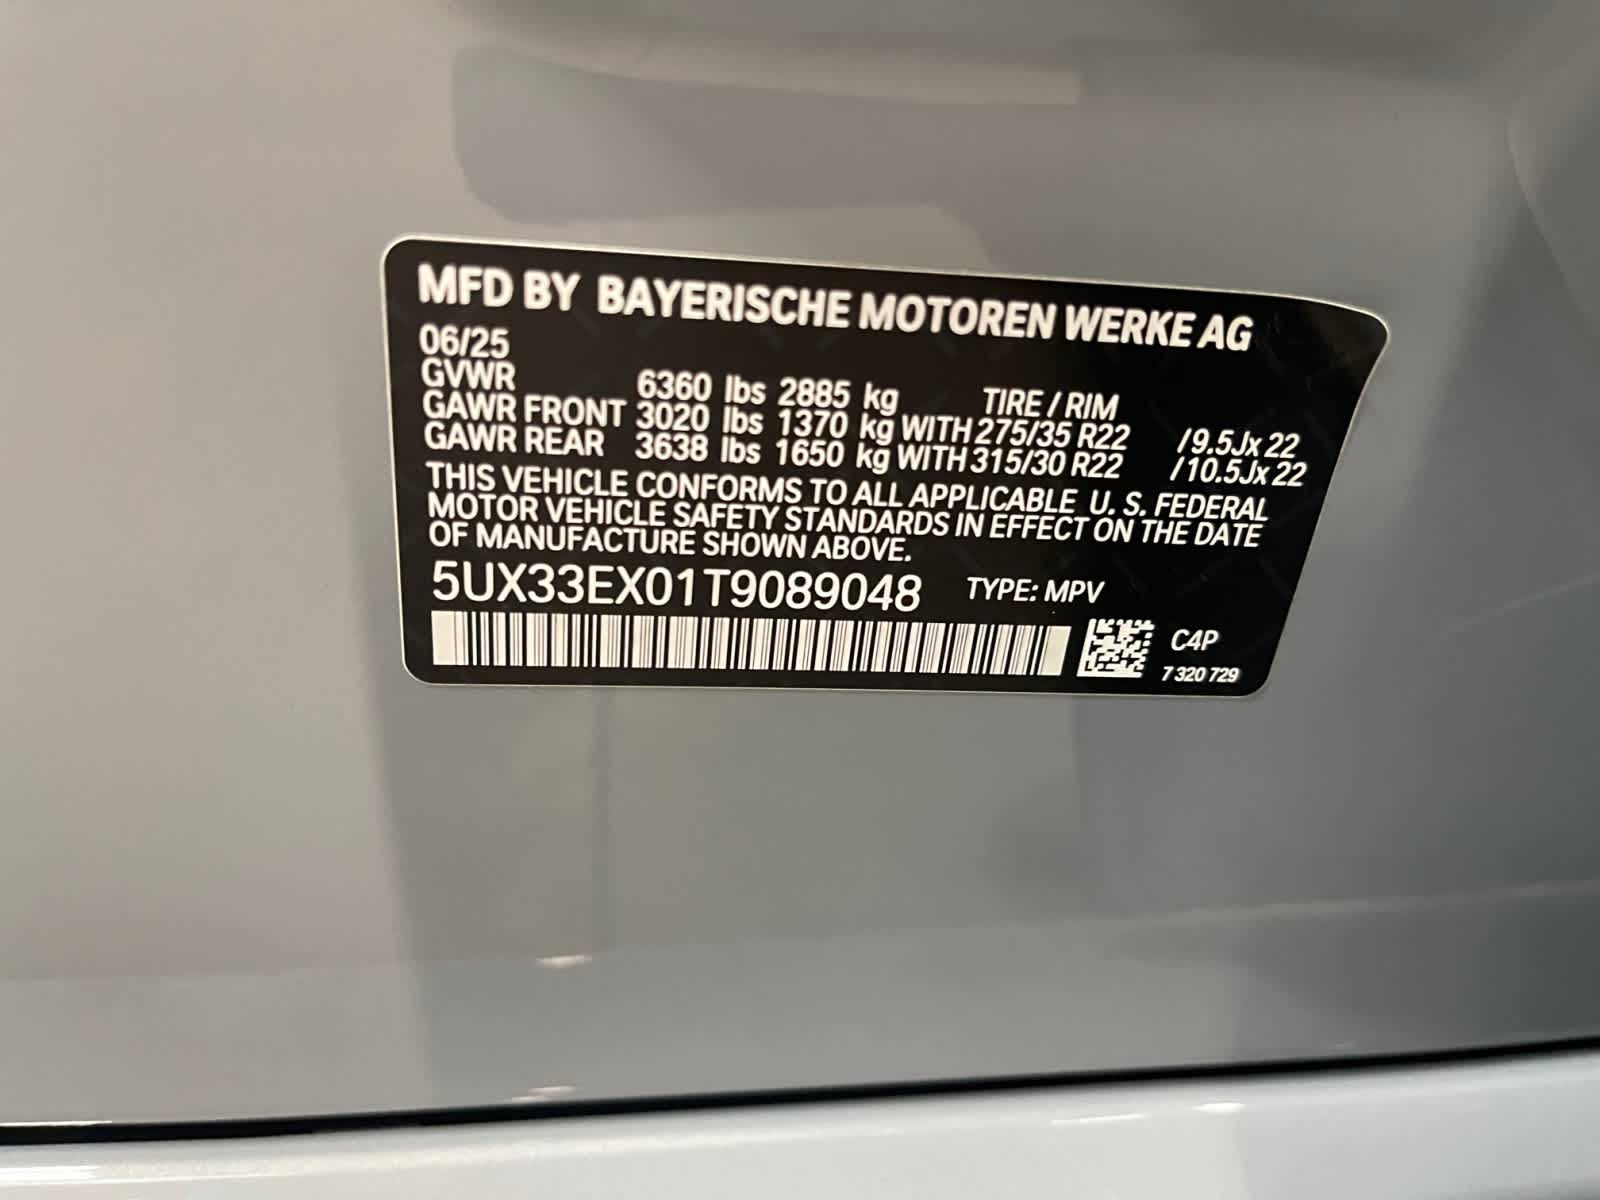 MFD BY BAYERISCHE MOTOREN WERKE AG
06/25
GVWR 6360 lbs 2885 kg TIRE / RIM
GAWR FRONT 3020 lbs 1370 kg WITH 275/35 R22 /9.5Jx 22
GAWR REAR 3638 lbs 1650 kg WITH 315/30 R22 /10.5Jx 22
THIS VEHICLE CONFORMS TO ALL APPLICABLE U. S. FEDERAL
MOTOR VEHICLE SAFETY STANDARDS IN EFFECT ON THE DATE
OF MANUFACTURE SHOWN ABOVE.
5UX33EX01T9089048 TYPE: MPV
C4P
7 320 729